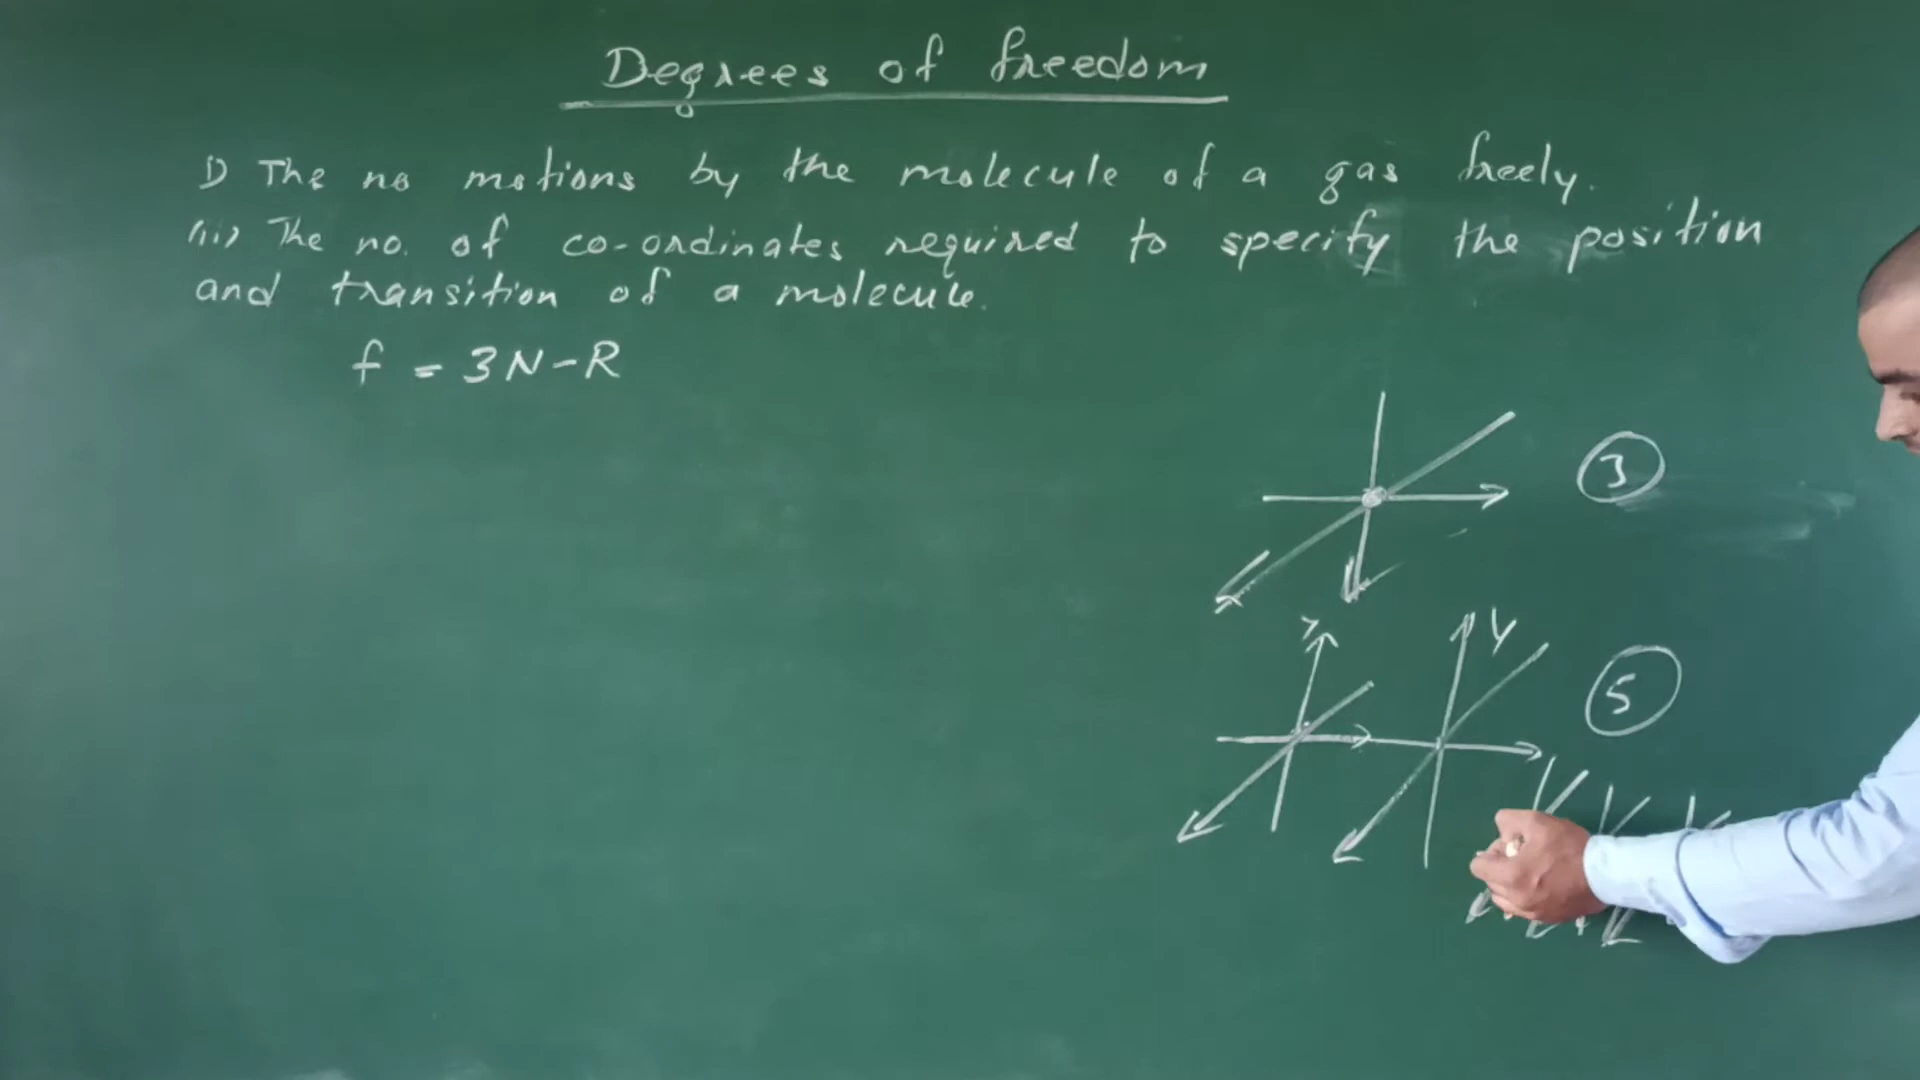 Degrees of freedom
1) The no motions by the molecule of a gas freely.
(ii) The no. of co-ordinates required to specify the position
and transition of a molecule.
f = 3N-R
3
y
5